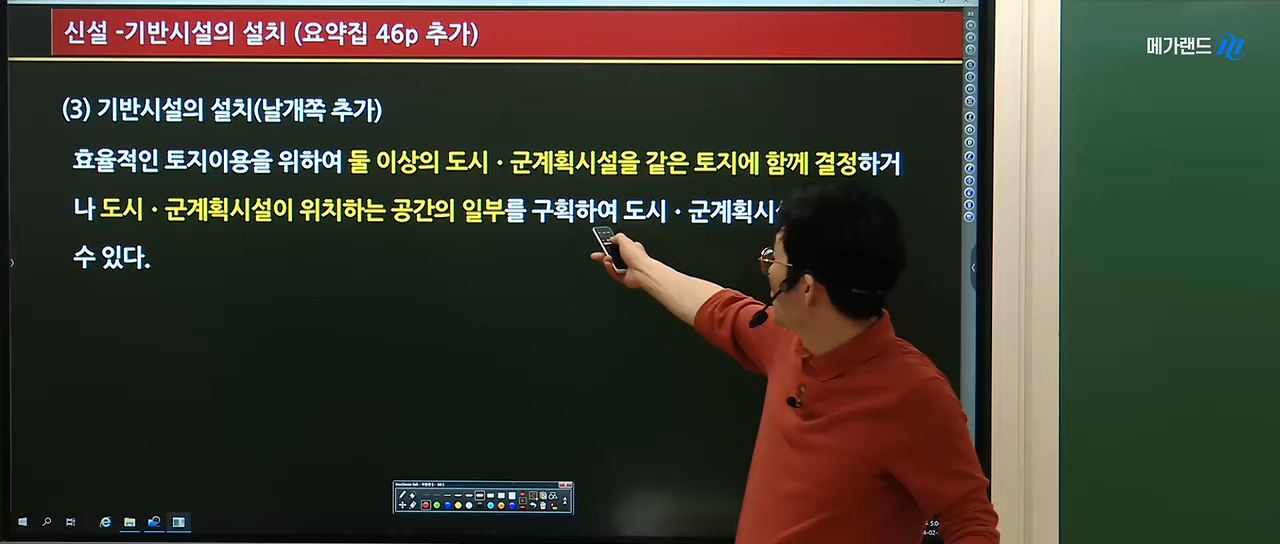 신설 -기반시설의 설치 (요약집 46p 추가)
메가랜드
(3) 기반시설의 설치(날개쪽 추가)
효율적인 토지이용을 위하여 둘 이상의 도시・군계획시설을 같은 토지에 함께 결정하거
나 도시・군계획시설이 위치하는 공간의 일부를 구획하여 도시・군계획시
수 있다.